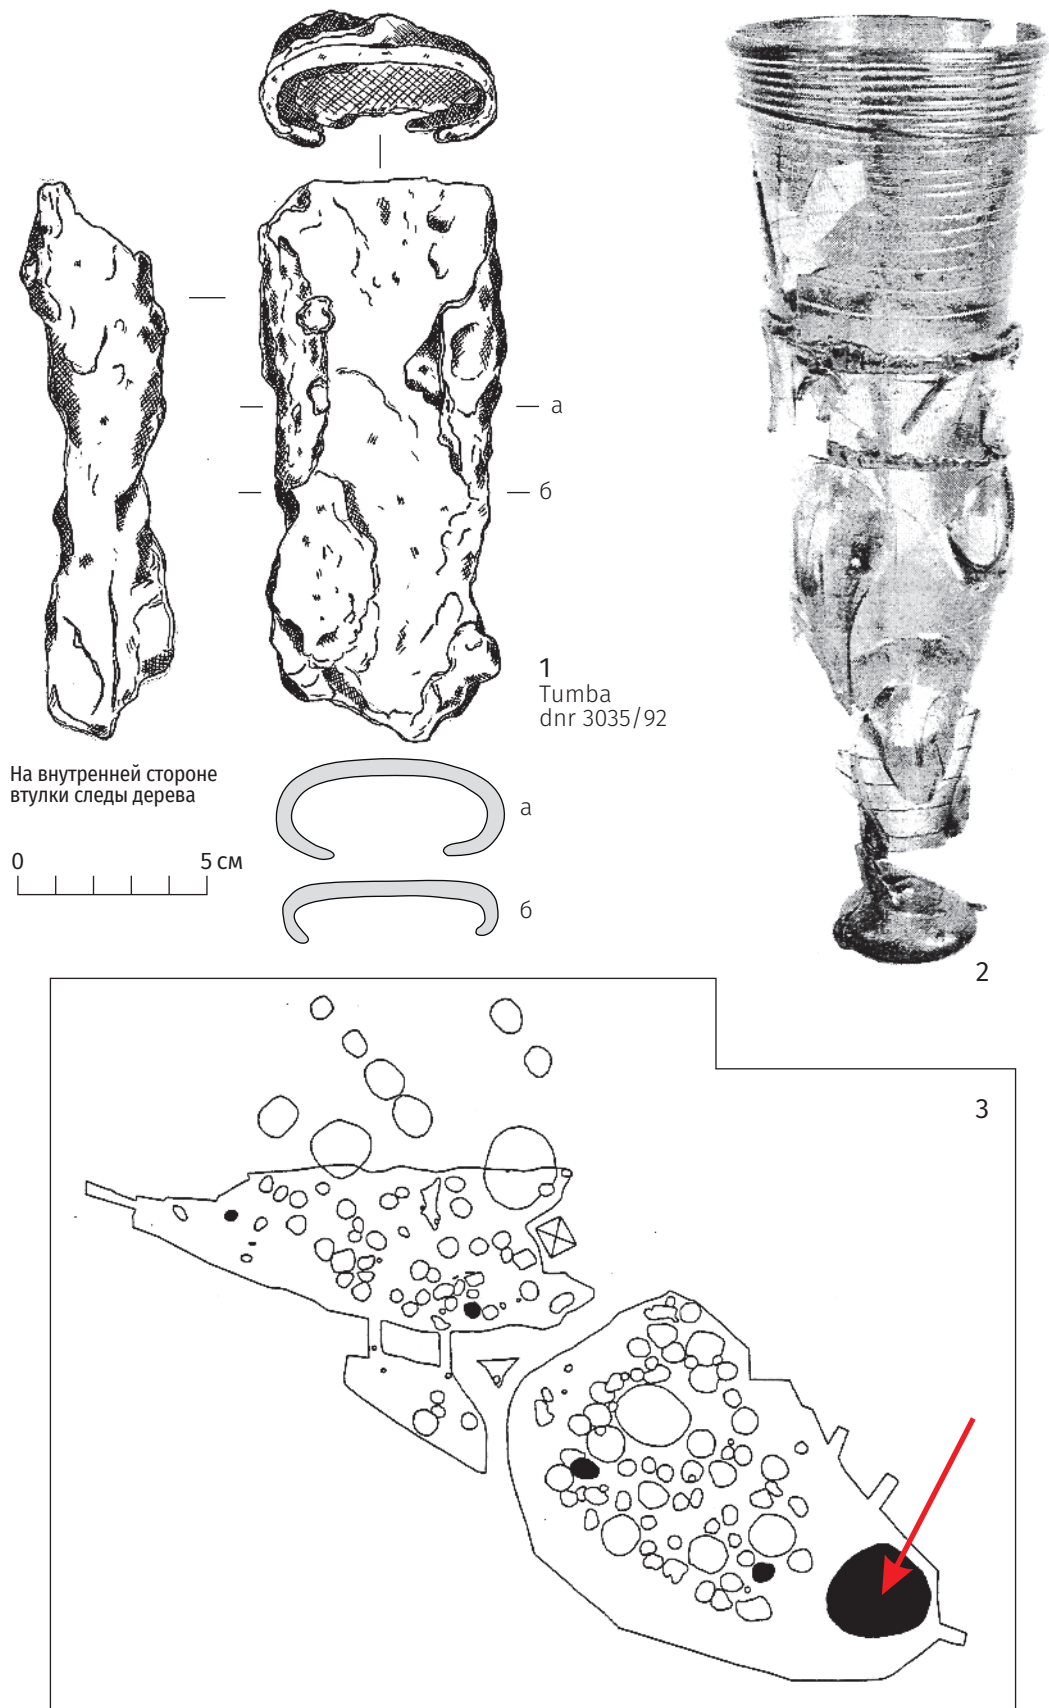 а
б
1
Tumba
dnr 3035/92
На внутренней стороне
втулки следы дерева
0 5 см
а
б
2
3